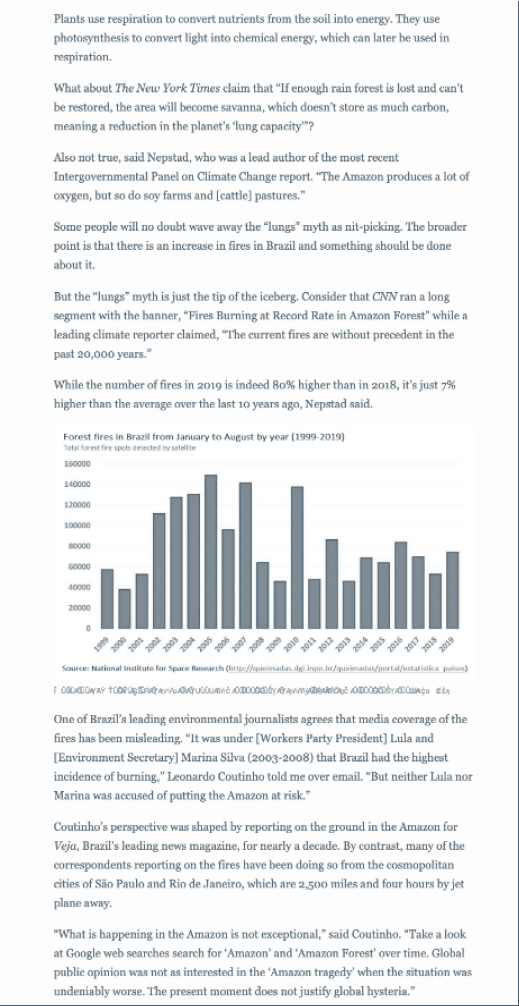 Plants use respiration to convert nutrients from the soil into energy. They use
photosynthesis to convert light into chemical energy, which can later be used in
respiration.
What about The New York Times claim that “If enough rain forest is lost and can’t
be restored, the area will become savanna, which doesn’t store as much carbon,
meaning a reduction in the planet’s ‘lung capacity’”?
Also not true, said Nepstad, who was a lead author of the most recent
Intergovernmental Panel on Climate Change report. “The Amazon produces a lot of
oxygen, but so do soy farms and [cattle] pastures.”
Some people will no doubt wave away the “lungs” myth as nit-picking. The broader
point is that there is an increase in fires in Brazil and something should be done
about it.
But the “lungs” myth is just the tip of the iceberg. Consider that CNN ran a long
segment with the banner, “Fires Burning at Record Rate in Amazon Forest” while a
leading climate reporter claimed, “The current fires are without precedent in the
past 20,000 years.”
While the number of fires in 2019 is indeed 80% higher than in 2018, it’s just 7%
higher than the average over the last 10 years ago, Nepstad said.
Forest fires in Brazil from January to August by year (1999-2019)
Total forest fire spots detected by satellite
160000
140000
120000
100000
80000
60000
40000
20000
0
1999 2000 2001 2002 2003 2004 2005 2006 2007 2008 2009 2010 2011 2012 2013 2014 2015 2016 2017 2018 2019
Source: National Institute for Space Research (http://queimadas.dgi.inpe.br/queimadas/portal/estatistica_paises)
One of Brazil’s leading environmental journalists agrees that media coverage of the
fires has been misleading. “It was under [Workers Party President] Lula and
[Environment Secretary] Marina Silva (2003-2008) that Brazil had the highest
incidence of burning,” Leonardo Coutinho told me over email. “But neither Lula nor
Marina was accused of putting the Amazon at risk.”
Coutinho’s perspective was shaped by reporting on the ground in the Amazon for
Veja, Brazil’s leading news magazine, for nearly a decade. By contrast, many of the
correspondents reporting on the fires have been doing so from the cosmopolitan
cities of São Paulo and Rio de Janeiro, which are 2,500 miles and four hours by jet
plane away.
“What is happening in the Amazon is not exceptional,” said Coutinho. “Take a look
at Google web searches search for ‘Amazon’ and ‘Amazon Forest’ over time. Global
public opinion was not as interested in the ‘Amazon tragedy’ when the situation was
undeniably worse. The present moment does not justify global hysteria.”